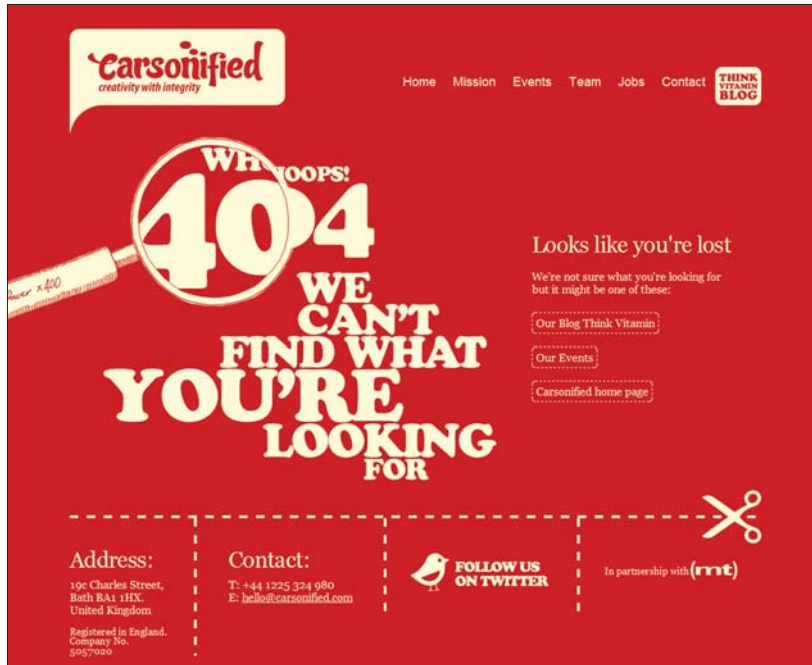 Carsonified
creativity with integrity
Home Mission Events Team Jobs Contact
THINK
VITAMIN
BLOG
WHOOOPS!
404
power x400
WE
CAN'T
FIND WHAT
YOU'RE
LOOKING
FOR
Looks like you're lost
We're not sure what you're looking for
but it might be one of these:
Our Blog Think Vitamin
Our Events
Carsonified home page
Address:
19c Charles Street,
Bath BA1 1HX.
United Kingdom
Registered in England.
Company No.
5057020
Contact:
T: +44 1225 324 980
E: hello@carsonified.com
FOLLOW US
ON TWITTER
In partnership with (mt)